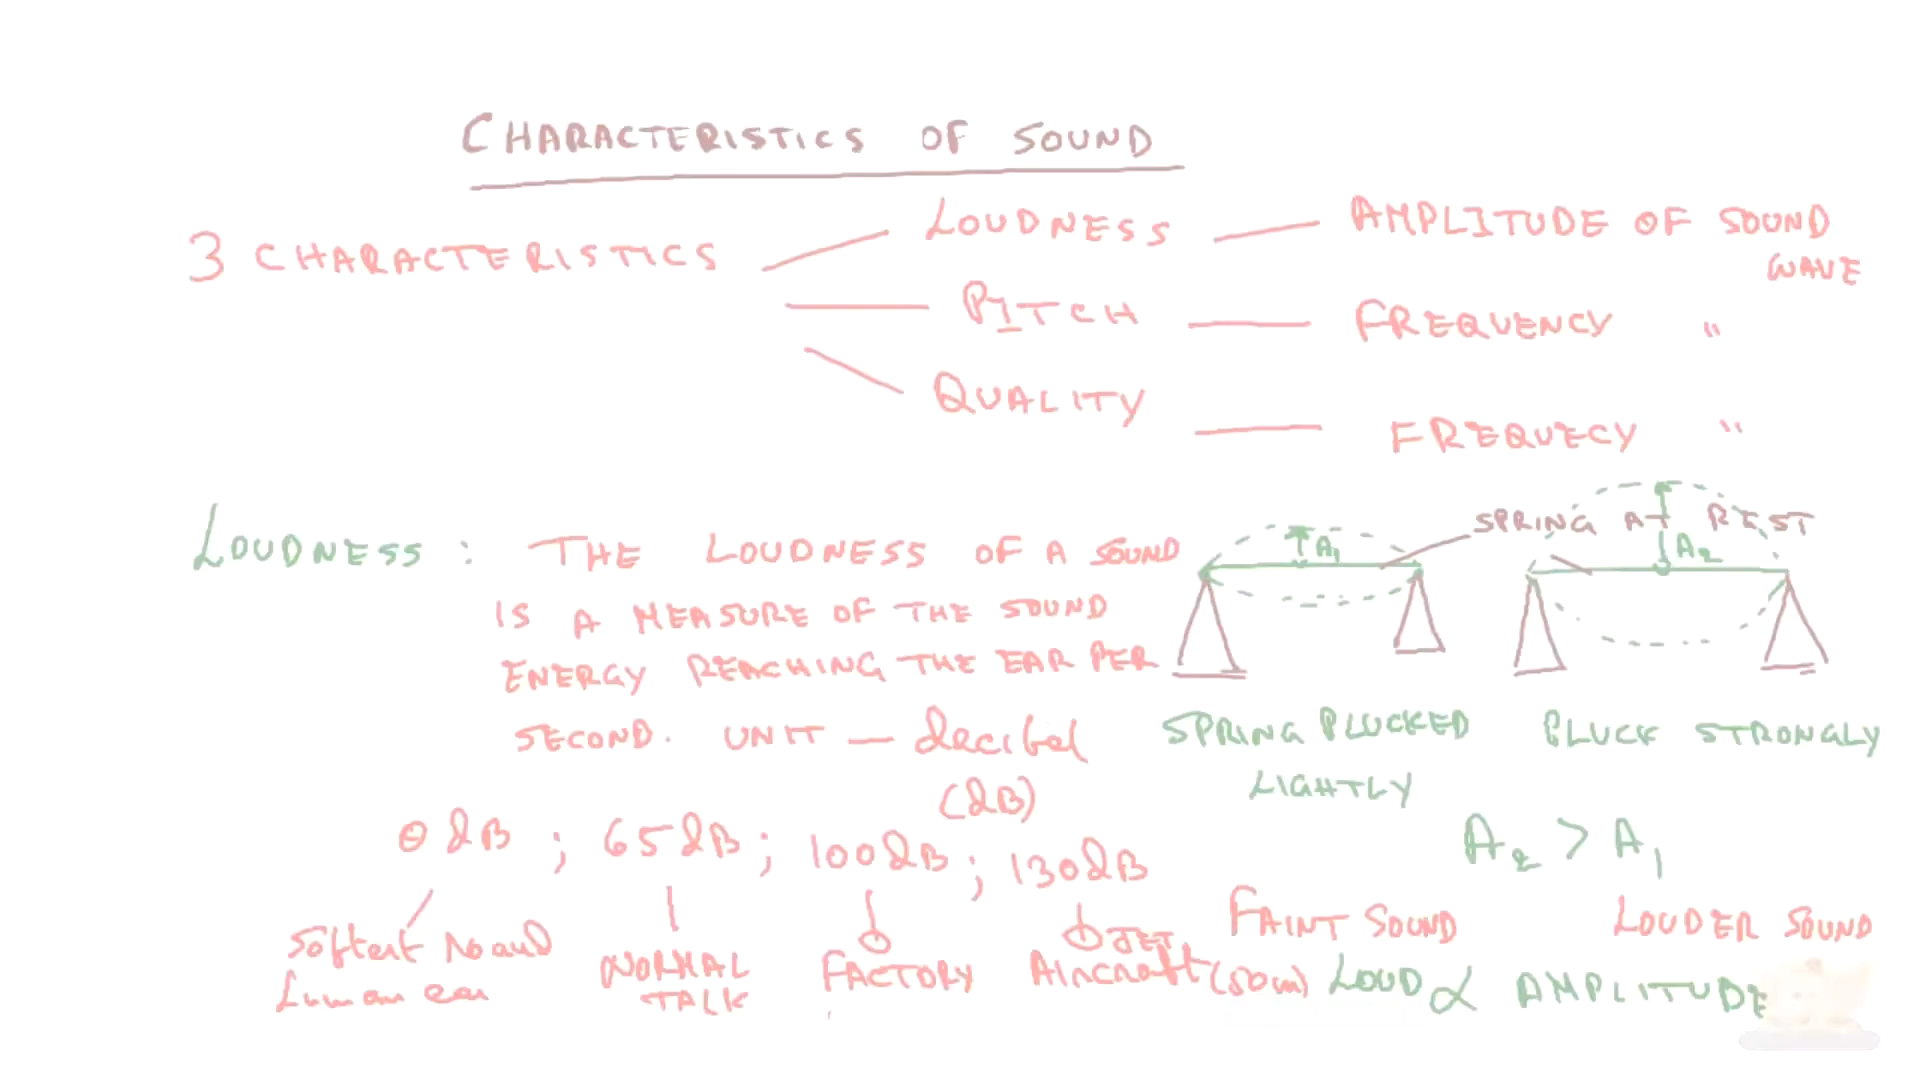 CHARACTERISTICS OF SOUND
3 CHARACTERISTICS
LOUDNESS — AMPLITUDE OF SOUND WAVE
PITCH — FREQUENCY "
QUALITY — FREQUECY "
LOUDNESS : THE LOUDNESS OF A SOUND
IS A MEASURE OF THE SOUND
ENERGY REACHING THE EAR PER
SECOND. UNIT — decibel
(dB)
0 dB ; 65 dB ; 100 dB ; 130 dB
Softest
human ear
NORMAL
TALK
FACTORY
JET
Aircraft (50m)
SPRING AT REST
A1
A2
SPRING PLUCKED
LIGHTLY
PLUCK STRONGLY
A2 > A1
FAINT SOUND
LOUDER SOUND
LOUD ∝ AMPLITUDE